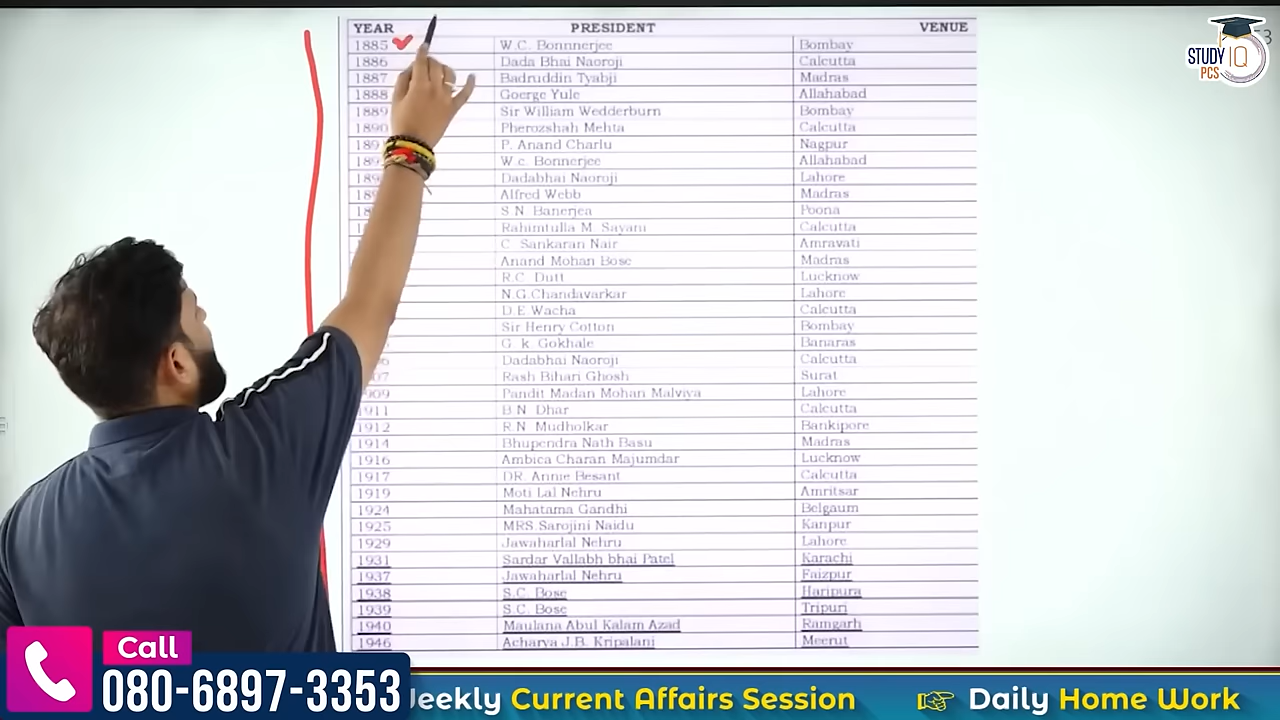 YEAR PRESIDENT VENUE
1885 W.C. Bonnnerjee Bombay
1886 Dada Bhai Naoroji Calcutta
1887 Badruddin Tyabji Madras
1888 Goerge Yule Allahabad
1889 Sir William Wedderburn Bombay
1890 Pherozshah Mehta Calcutta
189 P. Anand Charlu Nagpur
189 W.c. Bonnerjee Allahabad
189 Dadabhai Naoroji Lahore
189 Alfred Webb Madras
S.N. Banerjea Poona
Rahimtulla M. Sayani Calcutta
C. Sankaran Nair Amravati
Anand Mohan Bose Madras
R.C. Dutt Lucknow
N.G.Chandavarkar Lahore
D.E.Wacha Calcutta
Sir Henry Cotton Bombay
G. k. Gokhale Banaras
Dadabhai Naoroji Calcutta
07 Rash Bihari Ghosh Surat
909 Pandit Madan Mohan Malviya Lahore
1911 B.N. Dhar Calcutta
1912 R.N. Mudholkar Bankipore
1914 Bhupendra Nath Basu Madras
1916 Ambica Charan Majumdar Lucknow
1917 DR. Annie Besant Calcutta
1919 Moti Lal Nehru Amritsar
1924 Mahatama Gandhi Belgaum
1925 MRS.Sarojini Naidu Kanpur
1929 Jawaharlal Nehru Lahore
1931 Sardar Vallabh bhai Patel Karachi
1937 Jawaharlal Nehru Faizpur
1938 S.C. Bose Haripura
1939 S.C. Bose Tripuri
1940 Maulana Abul Kalam Azad Ramgarh
1946 Acharya J.B. Kripalani Meerut
STUDY IQ
PCS
Call
080-6897-3353
eekly Current Affairs Session
Daily Home Work